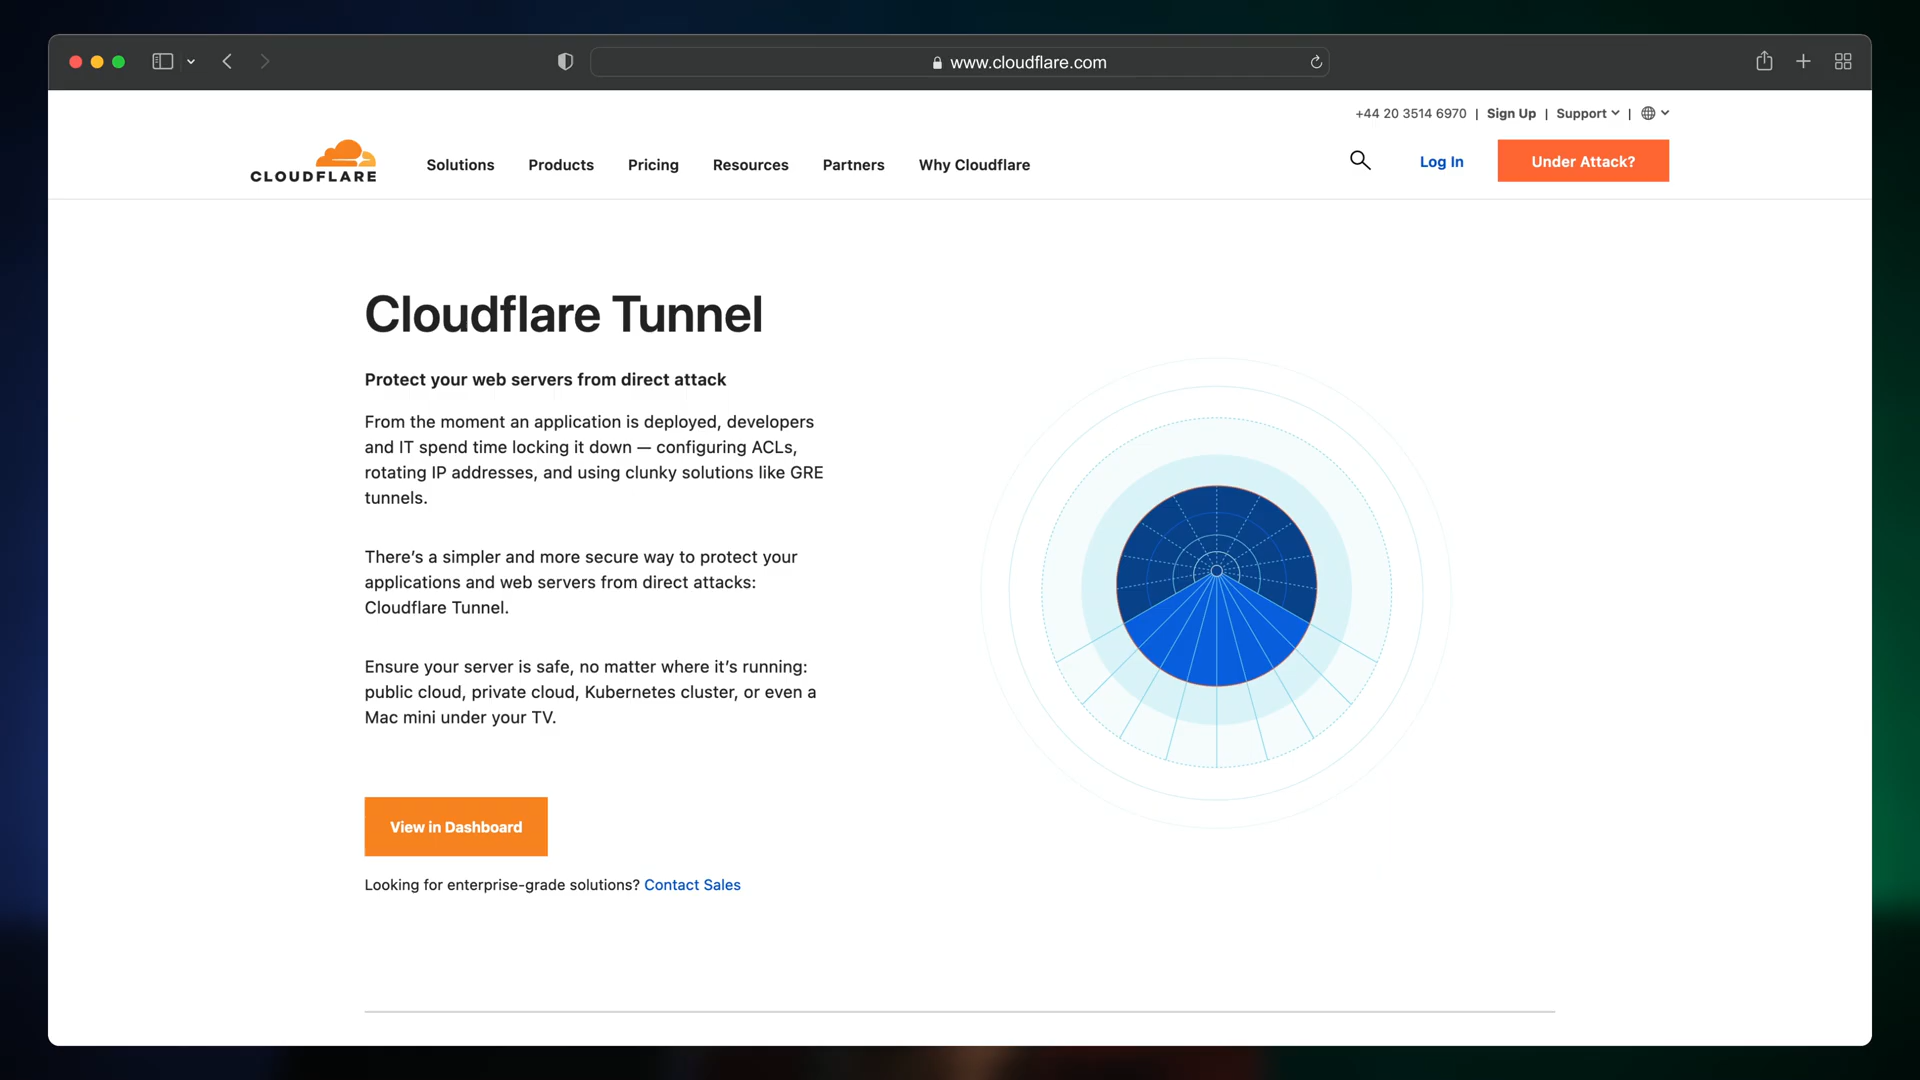 www.cloudflare.com
+44 20 3514 6970 | Sign Up | Support |
CLOUDFLARE
Solutions Products Pricing Resources Partners Why Cloudflare
Log In
Under Attack?
Cloudflare Tunnel
Protect your web servers from direct attack
From the moment an application is deployed, developers
and IT spend time locking it down — configuring ACLs,
rotating IP addresses, and using clunky solutions like GRE
tunnels.
There’s a simpler and more secure way to protect your
applications and web servers from direct attacks:
Cloudflare Tunnel.
Ensure your server is safe, no matter where it’s running:
public cloud, private cloud, Kubernetes cluster, or even a
Mac mini under your TV.
View in Dashboard
Looking for enterprise-grade solutions? Contact Sales